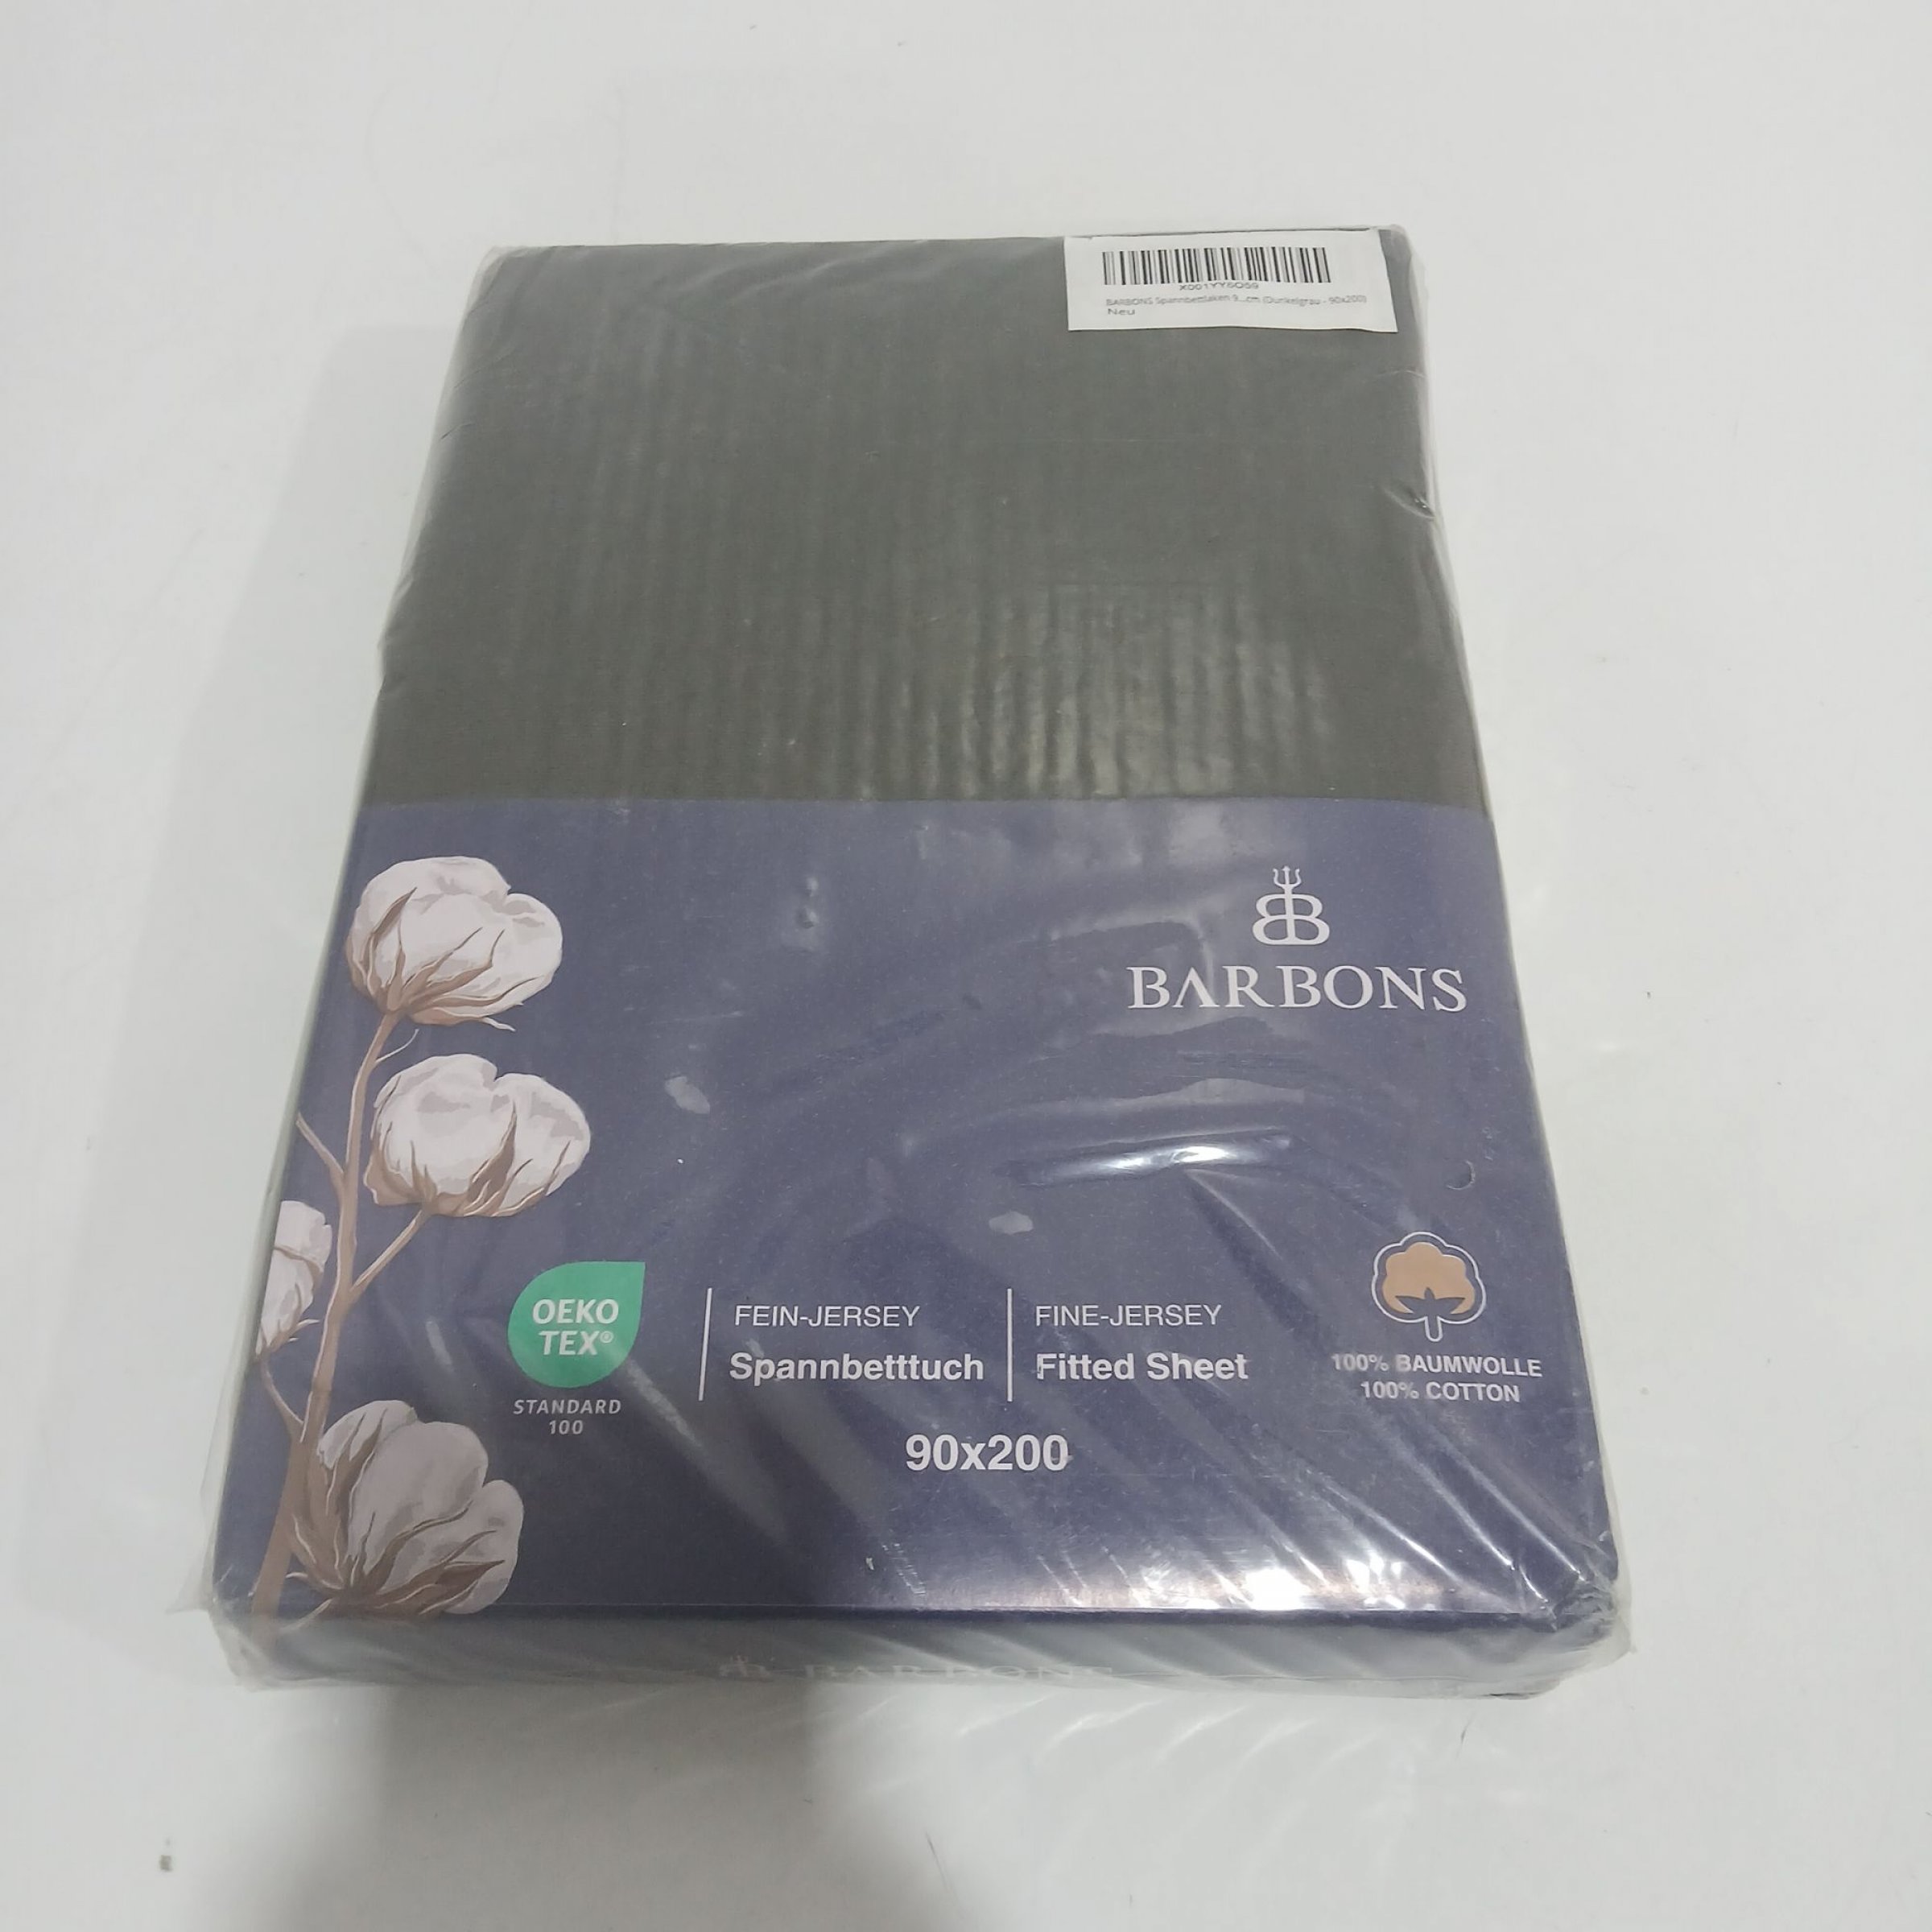 BARBONS Spannbettlaken 9...cm (Dunkelgrau - 90x200)
Neu
BARBONS
OEKO
TEX®
STANDARD
100
FEIN-JERSEY
Spannbetttuch
FINE-JERSEY
Fitted Sheet
100% BAUMWOLLE
100% COTTON
90x200
BARBONS